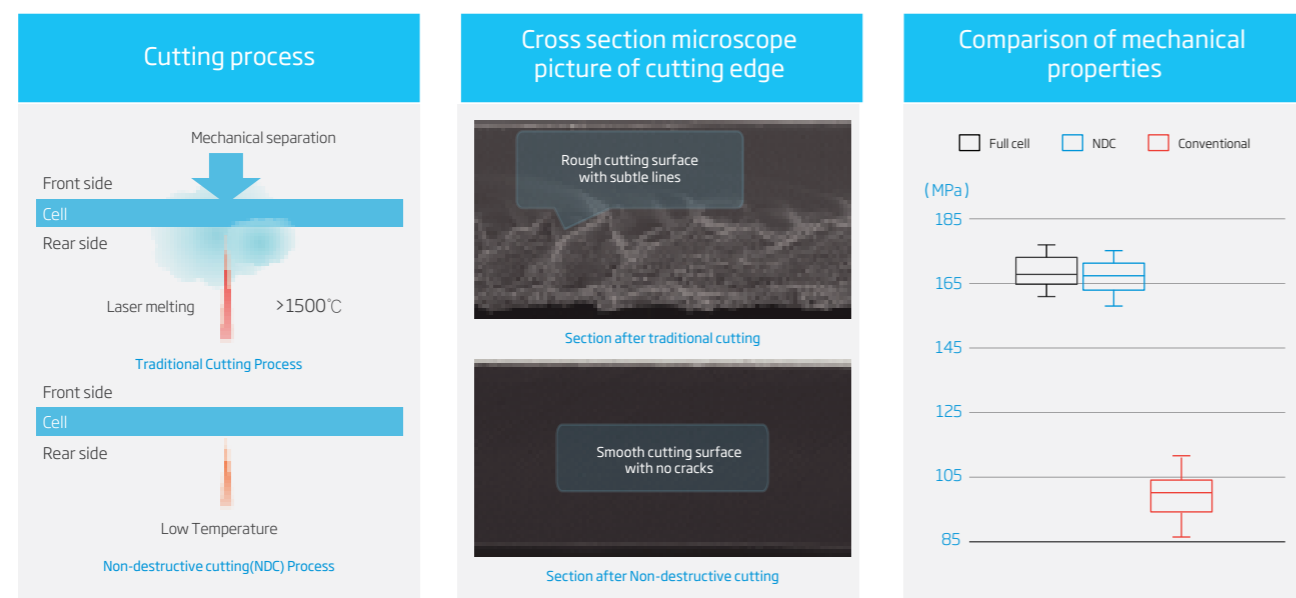 Cutting process
Mechanical separation
Front side
Cell
Rear side
Laser melting
>1500℃
Traditional Cutting Process
Front side
Cell
Rear side
Low Temperature
Non-destructive cutting(NDC) Process
Cross section microscope
picture of cutting edge
Rough cutting surface
with subtle lines
Section after traditional cutting
Smooth cutting surface
with no cracks
Section after Non-destructive cutting
Comparison of mechanical
properties
Full cell
NDC
Conventional
(MPa)
185
165
145
125
105
85